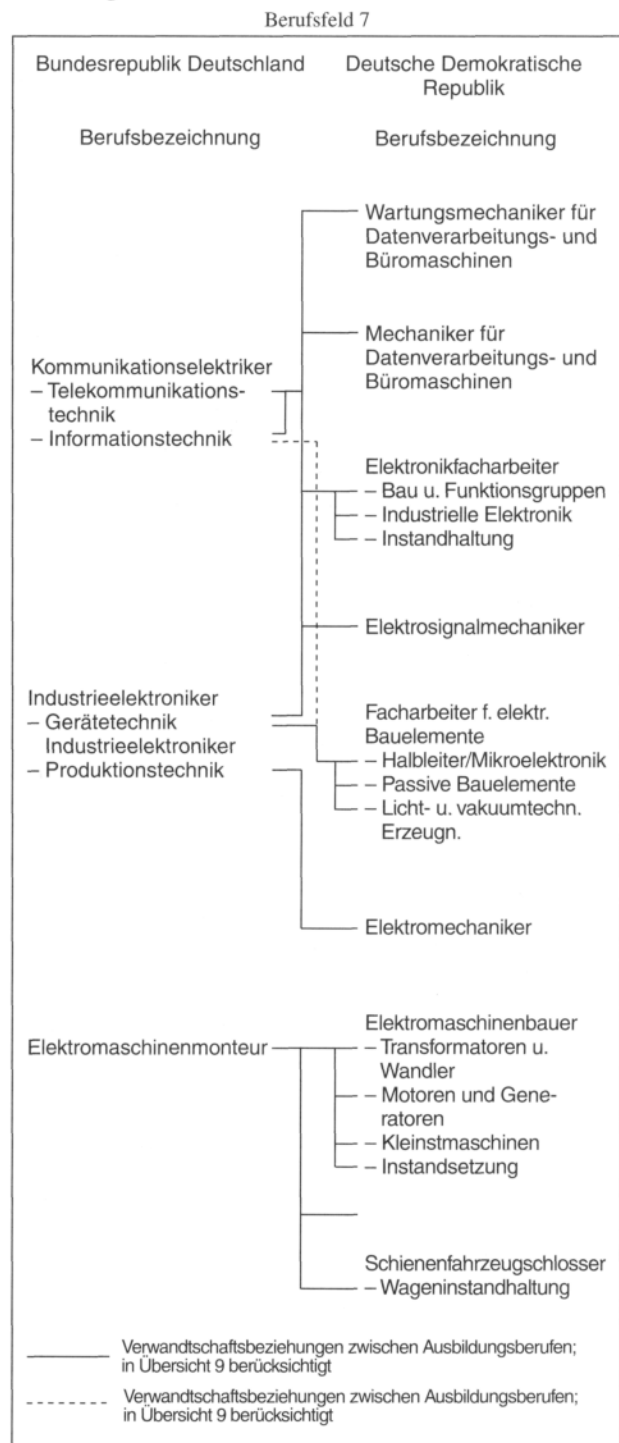 Berufsfeld 7
Bundesrepublik Deutschland
Berufsbezeichnung
Kommunikationselektriker
– Telekommunikations-
technik
– Informationstechnik
Industrieelektroniker
– Gerätetechnik
Industrieelektroniker
– Produktionstechnik
Elektromaschinenmonteur
Deutsche Demokratische
Republik
Berufsbezeichnung
Wartungsmechaniker für
Datenverarbeitungs- und
Büromaschinen
Mechaniker für
Datenverarbeitungs- und
Büromaschinen
Elektronikfacharbeiter
– Bau u. Funktionsgruppen
– Industrielle Elektronik
– Instandhaltung
Elektrosignalmechaniker
Facharbeiter f. elektr.
Bauelemente
– Halbleiter/Mikroelektronik
– Passive Bauelemente
– Licht- u. vakuumtechn.
Erzeugn.
Elektromechaniker
Elektromaschinenbauer
– Transformatoren u.
Wandler
– Motoren und Gene-
ratoren
– Kleinstmaschinen
– Instandsetzung
Schienenfahrzeugschlosser
– Wageninstandhaltung
Verwandtschaftsbeziehungen zwischen Ausbildungsberufen;
in Übersicht 9 berücksichtigt
Verwandtschaftsbeziehungen zwischen Ausbildungsberufen;
in Übersicht 9 berücksichtigt